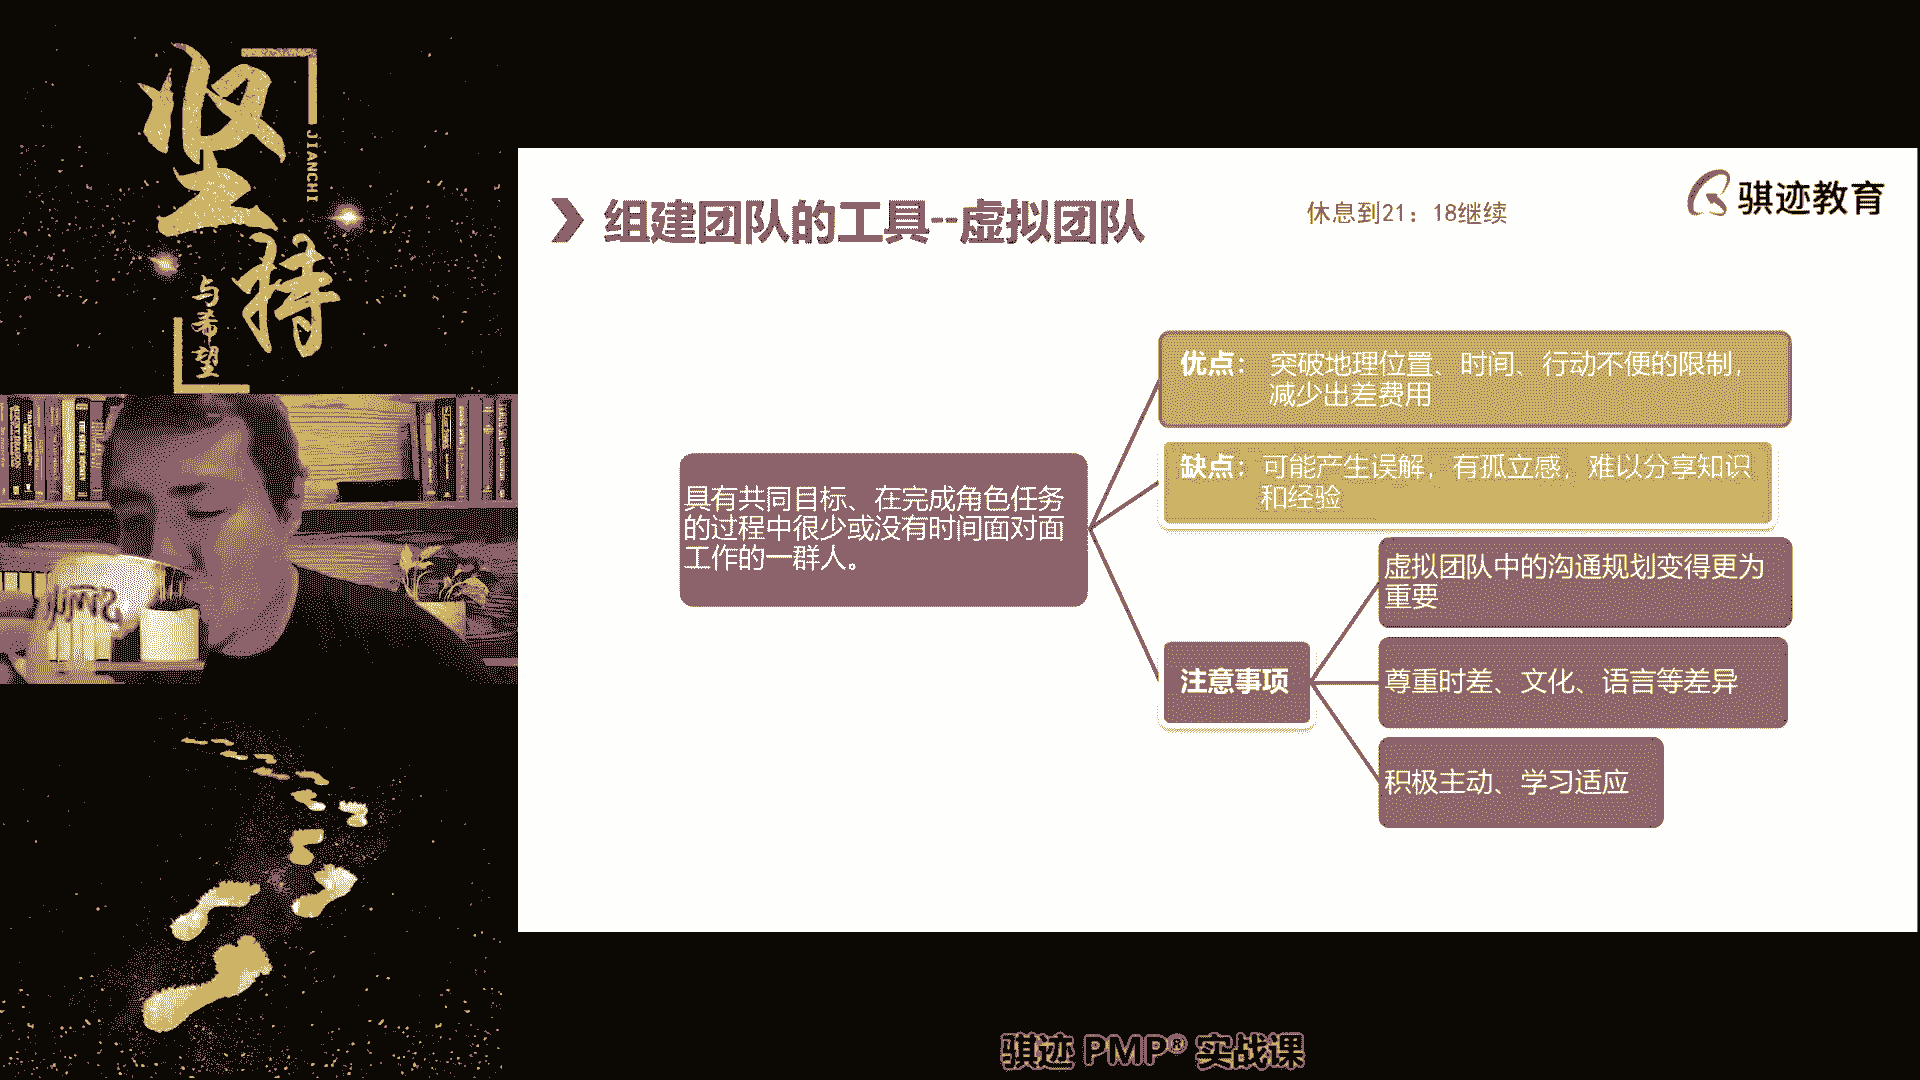 坚持
JIANCHI
与希望
组建团队的工具--虚拟团队
休息到21：18继续
骐迹教育
具有共同目标、在完成角色任务
的过程中很少或没有时间面对面
工作的一群人。
优点： 突破地理位置、时间、行动不便的限制，
减少出差费用
缺点： 可能产生误解，有孤立感，难以分享知识
和经验
注意事项
虚拟团队中的沟通规划变得更为
重要
尊重时差、文化、语言等差异
积极主动、学习适应
骐迹 PMP® 实战课